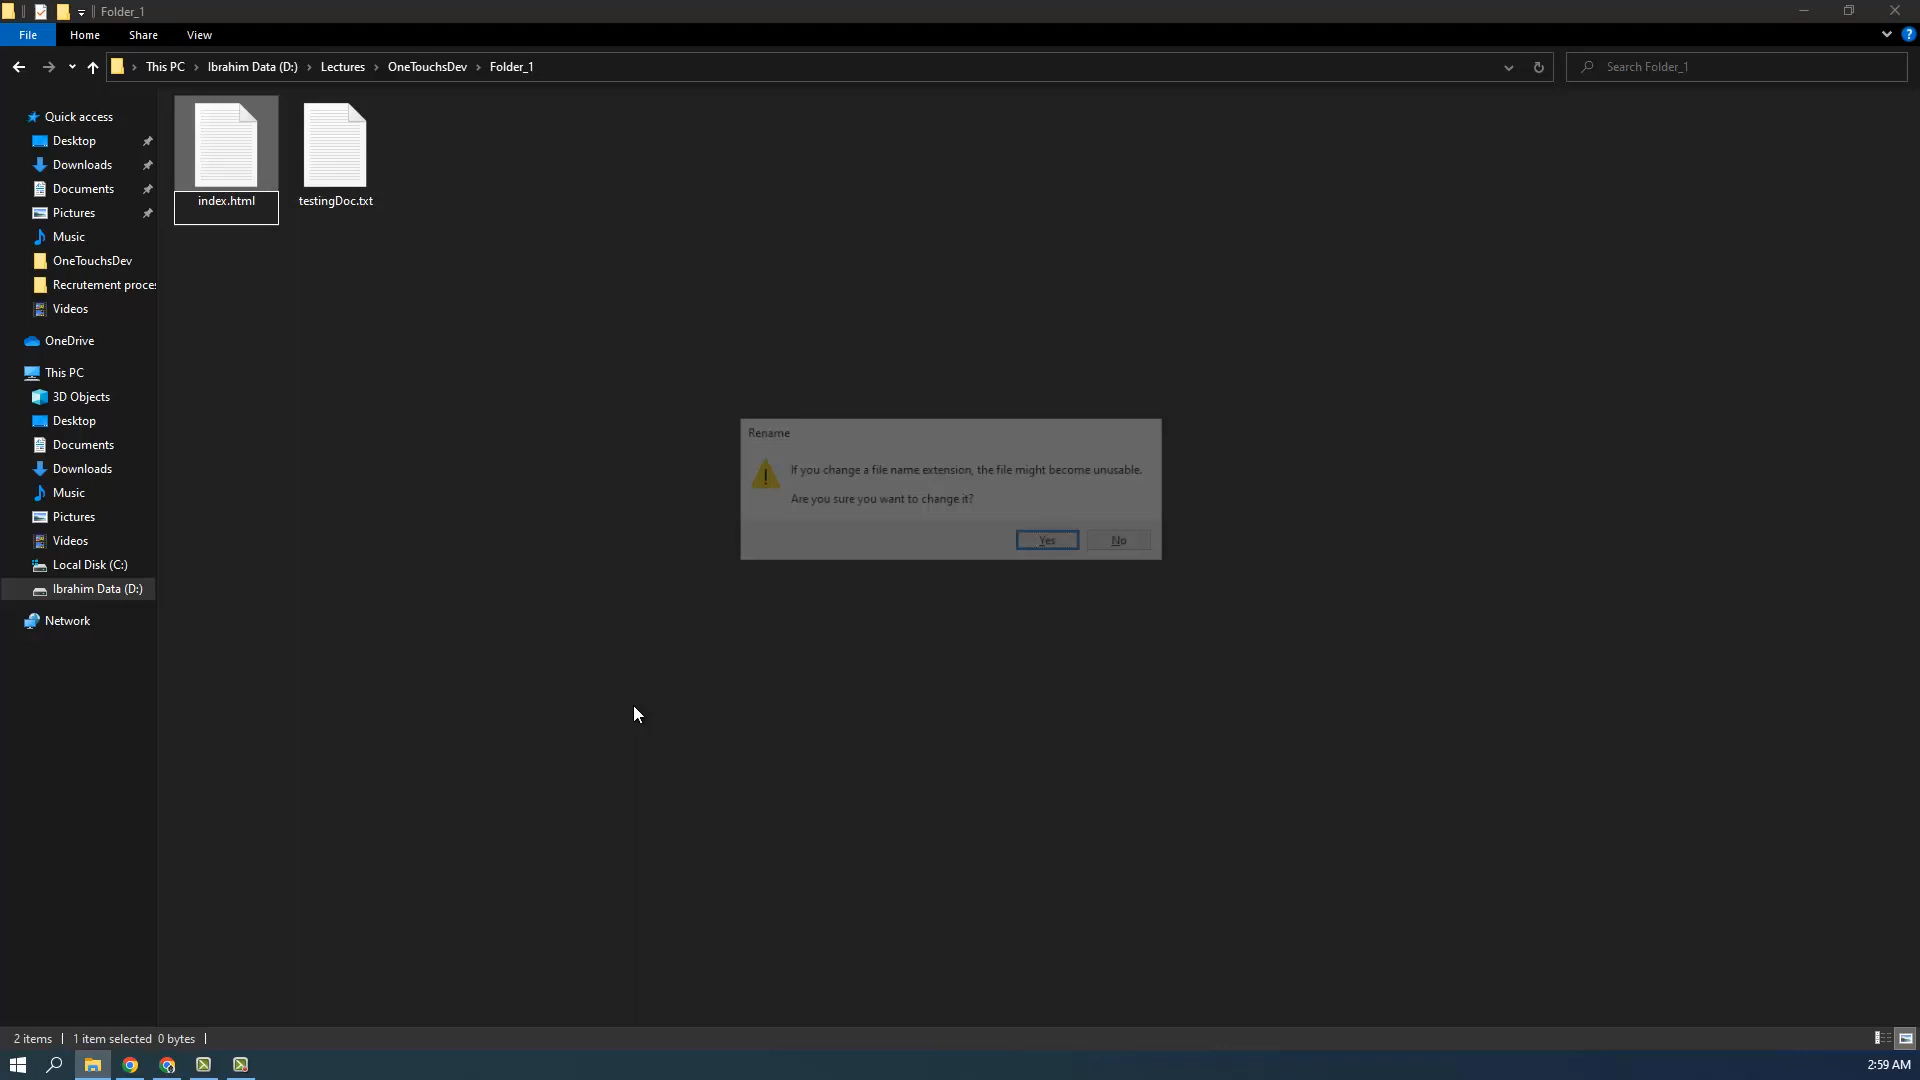 Folder_1
File Home Share View
This PC Ibrahim Data (D:) Lectures OneTouchsDev Folder_1
Search Folder_1
index.html
testingDoc.txt
Quick access
Desktop
Downloads
Documents
Pictures
Music
OneTouchsDev
Recrutement proces
Videos
OneDrive
This PC
3D Objects
Desktop
Documents
Downloads
Music
Pictures
Videos
Local Disk (C:)
Ibrahim Data (D:)
Network
Rename
If you change a file name extension, the file might become unusable.
Are you sure you want to change it?
Yes No
2 items 1 item selected 0 bytes
2:59 AM